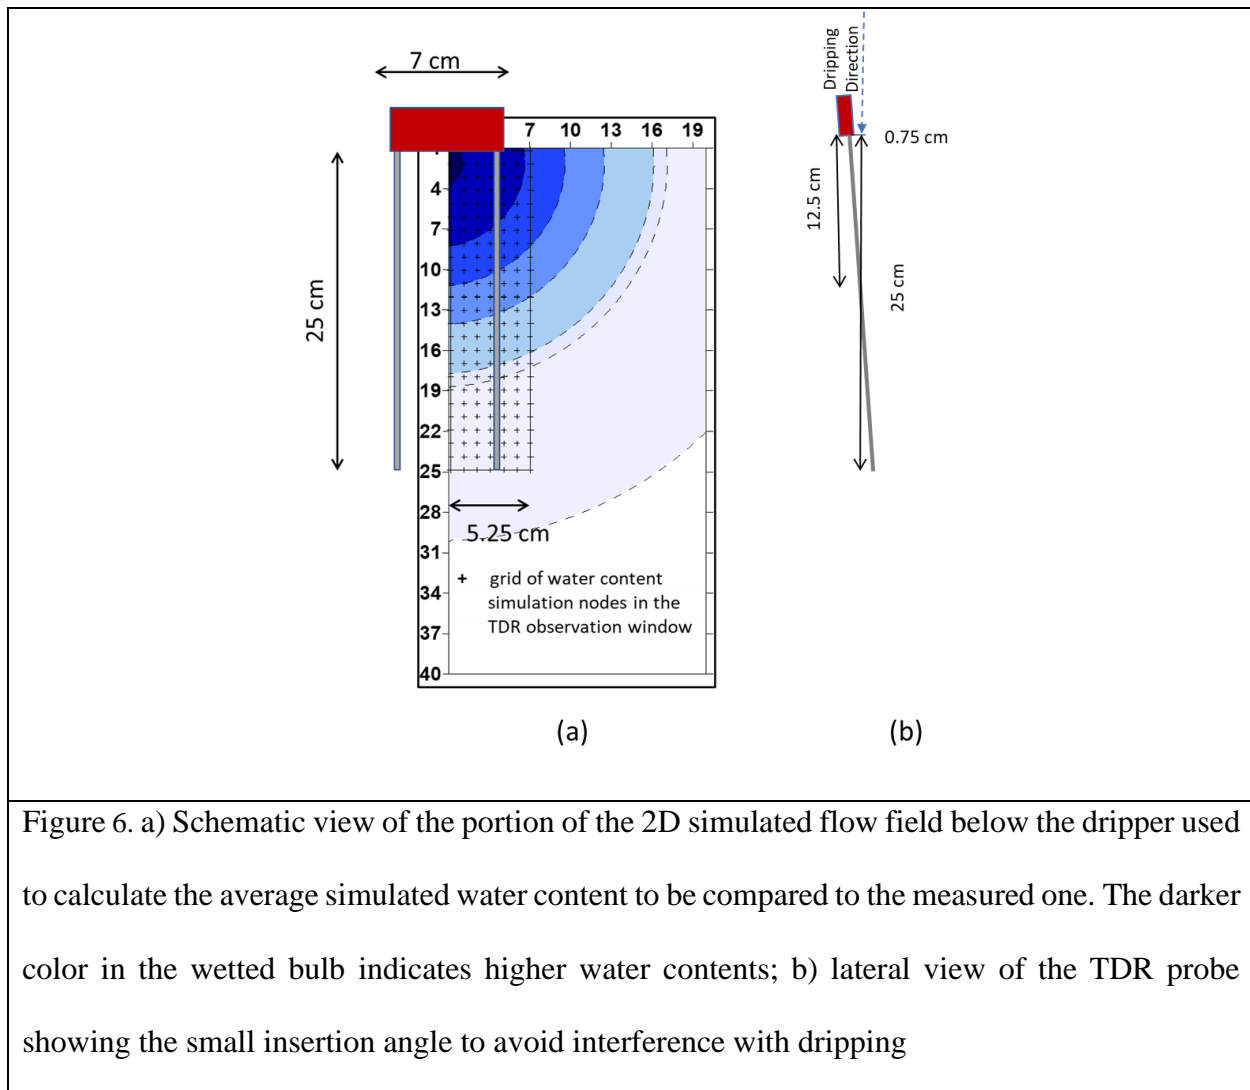 7 cm
7 10 13 16 19
4
7
10
13
16
19
22
25
28
31
34
37
40
25 cm
5.25 cm
+ grid of water content
simulation nodes in the
TDR observation window
(a)
Dripping
Direction
0.75 cm
12.5 cm
25 cm
(b)
Figure 6. a) Schematic view of the portion of the 2D simulated flow field below the dripper used
to calculate the average simulated water content to be compared to the measured one. The darker
color in the wetted bulb indicates higher water contents; b) lateral view of the TDR probe
showing the small insertion angle to avoid interference with dripping